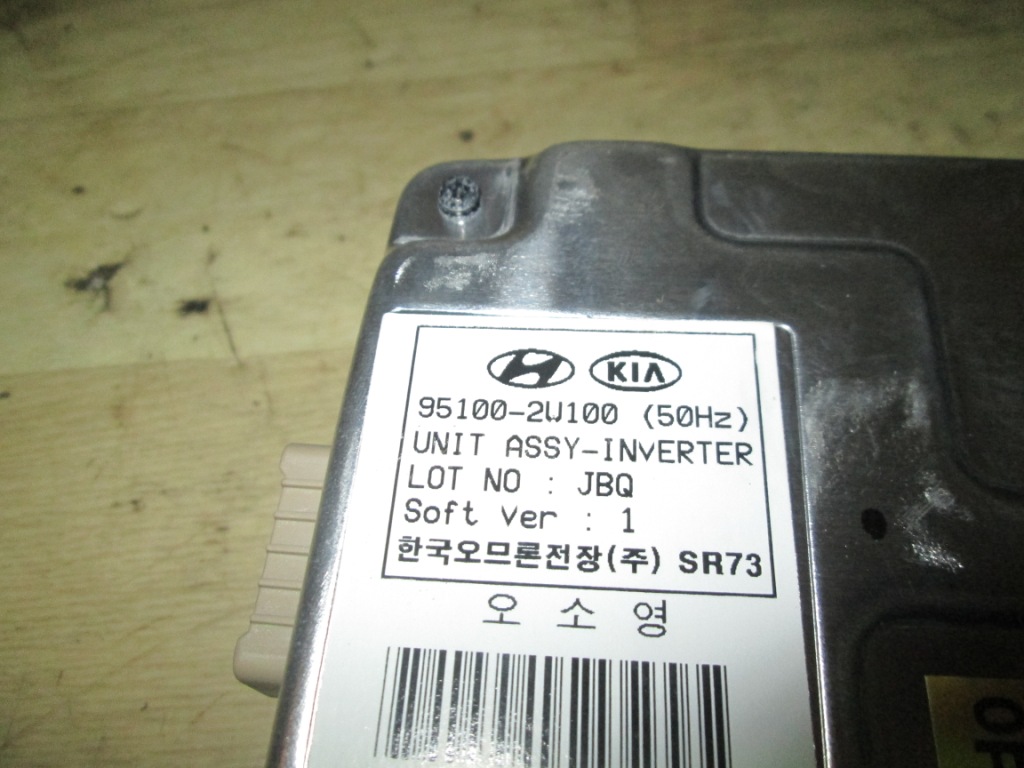 KIA
95100-2W100 (50Hz)
UNIT ASSY-INVERTER
LOT NO : JBQ
Soft ver : 1
한국오므론전장(주) SR73
오 소 영
OP